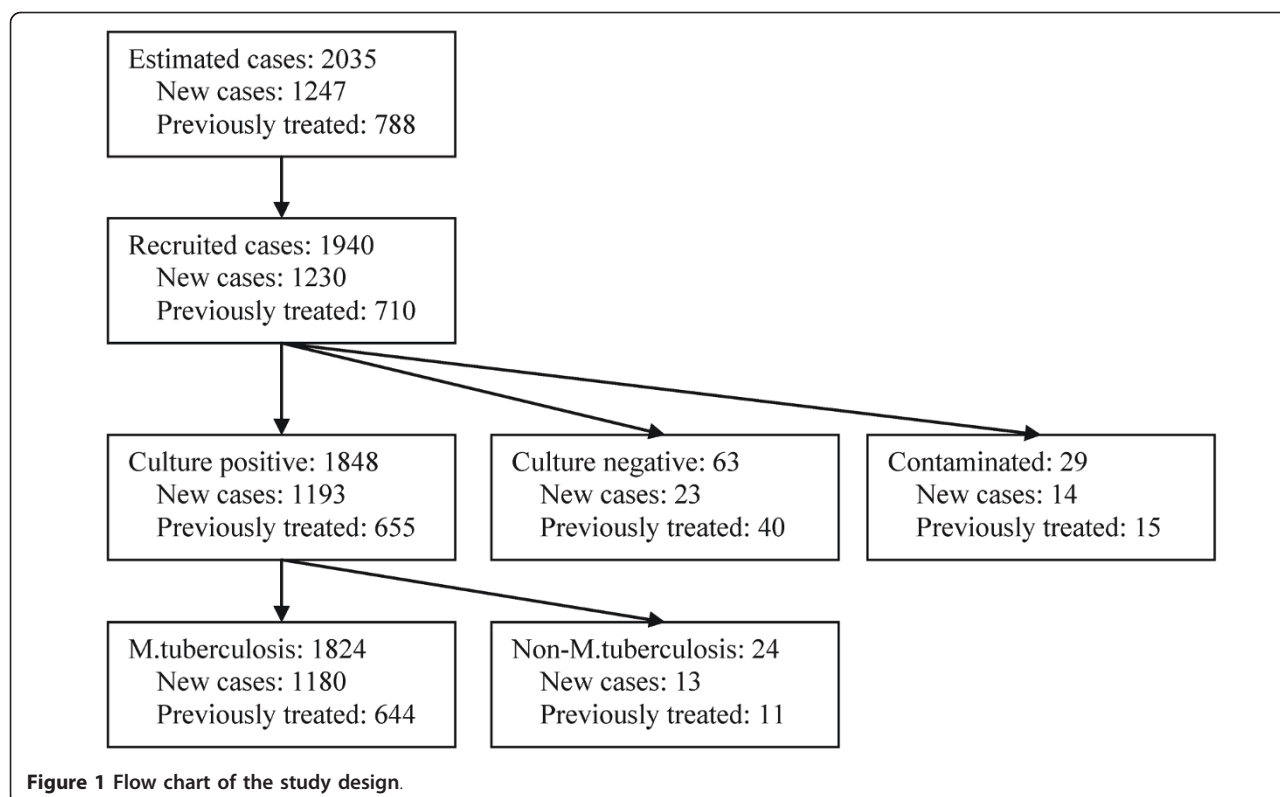 Estimated cases: 2035
New cases: 1247
Previously treated: 788
Recruited cases: 1940
New cases: 1230
Previously treated: 710
Culture positive: 1848
New cases: 1193
Previously treated: 655
Culture negative: 63
New cases: 23
Previously treated: 40
Contaminated: 29
New cases: 14
Previously treated: 15
M.tuberculosis: 1824
New cases: 1180
Previously treated: 644
Non-M.tuberculosis: 24
New cases: 13
Previously treated: 11
Figure 1 Flow chart of the study design.